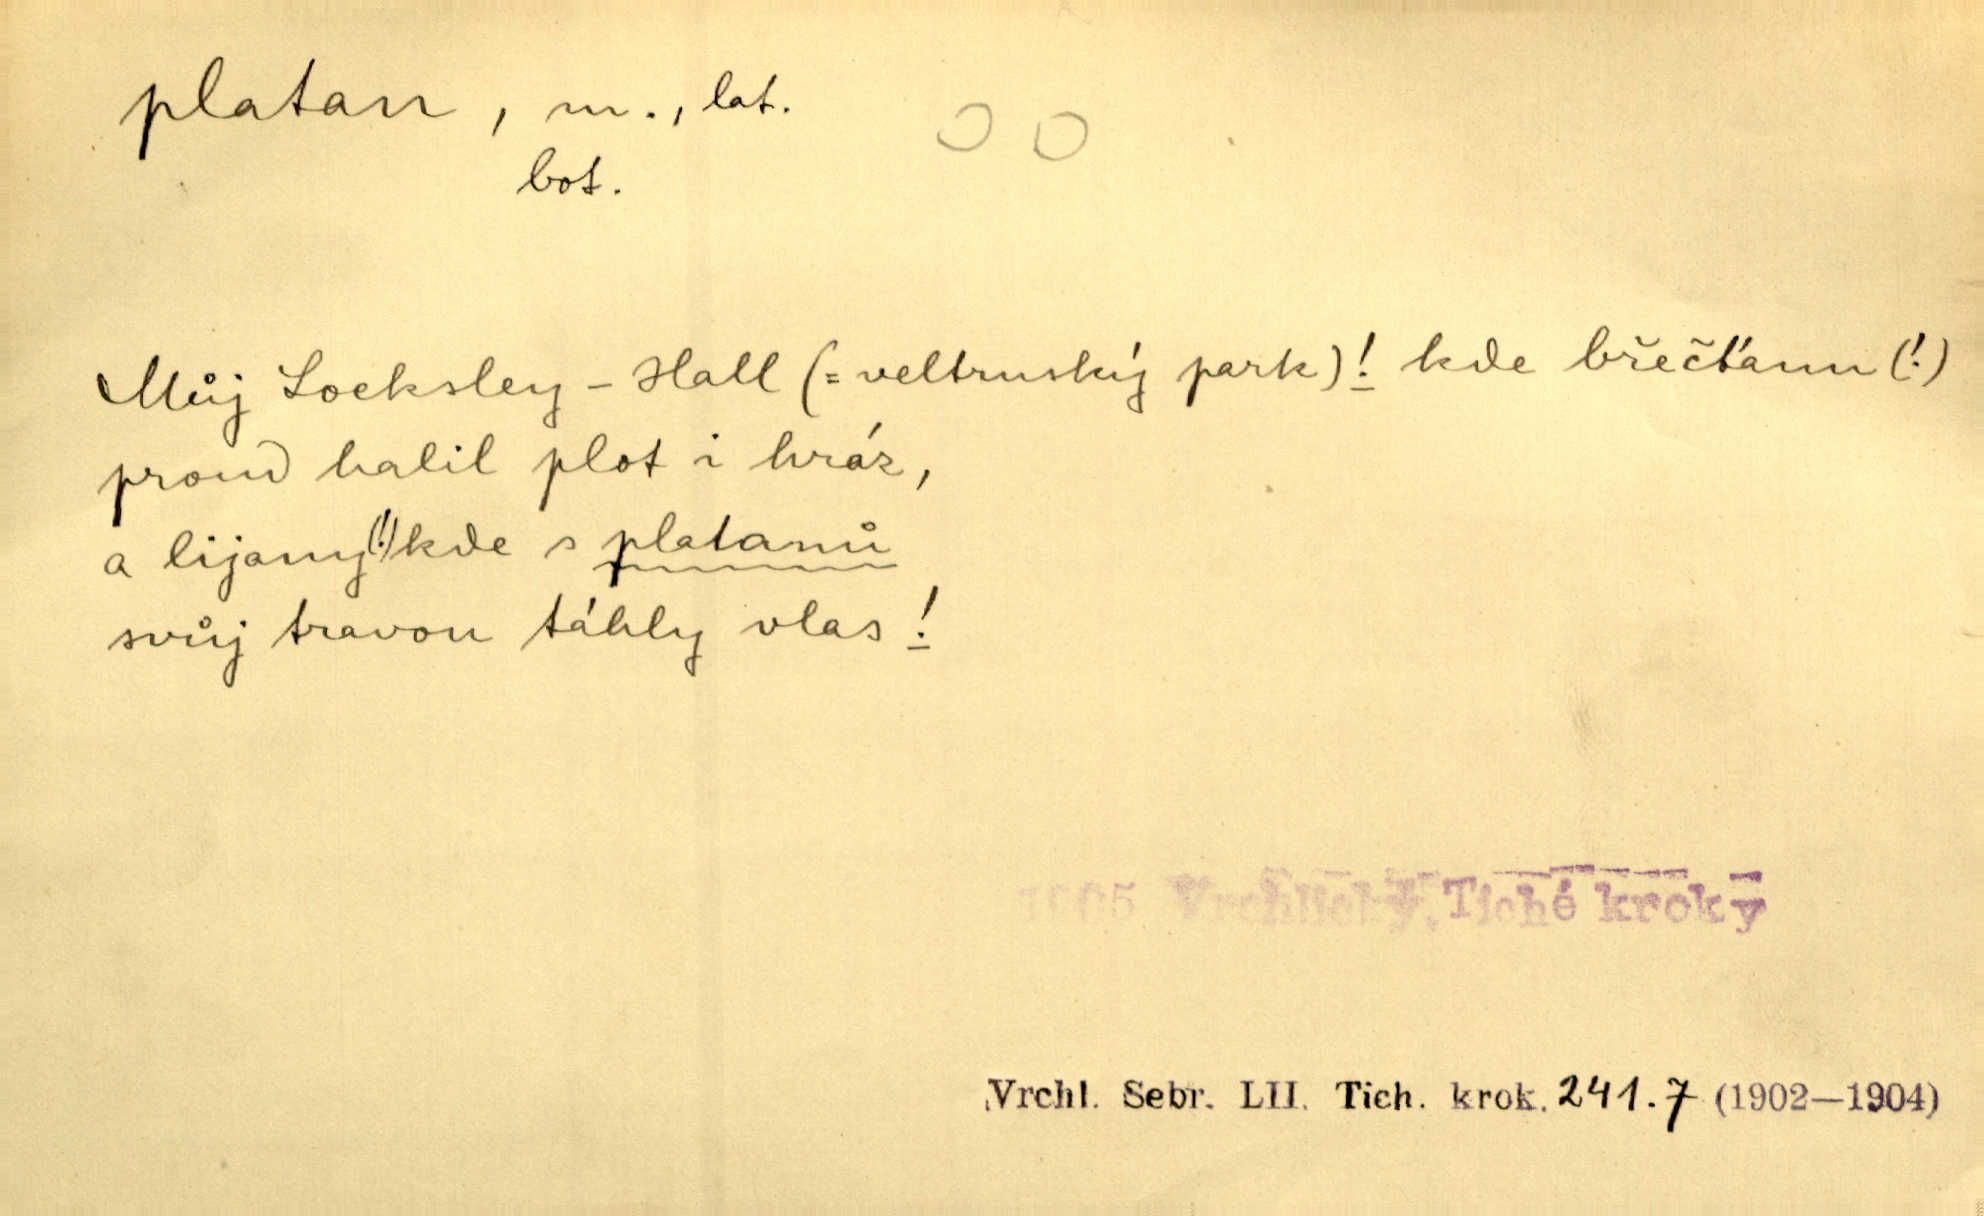 platan, m., lat.
bot.
Můj Locksley-Hall (= veltruský park)! kde břečťanu (!)
proud halil plot i hráz,
a lijany(!) kde s platanů
svůj travou táhly vlas!
1905 Vrchlický, Tiché kroky
Vrchl. Sebr. LII. Tich. krok. 241.7 (1902—1904)